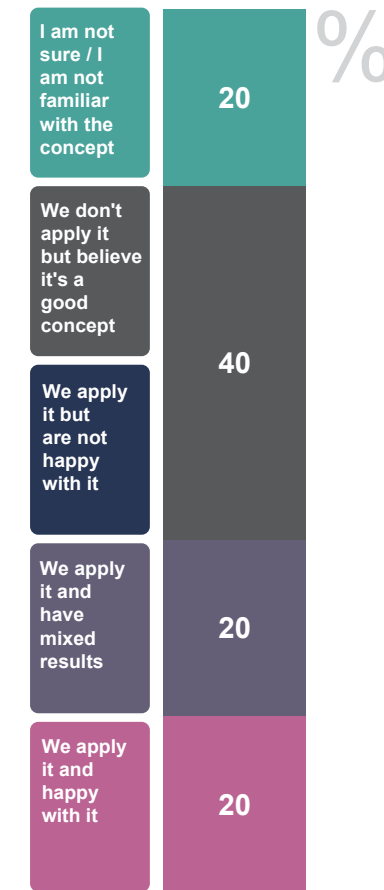 %
I am not
sure / I
am not
familiar
with the
concept
20
We don't
apply it
but believe
it's a
good
concept
40
We apply
it but
are not
happy
with it
We apply
it and
have
mixed
results
20
We apply
it and
happy
with it
20